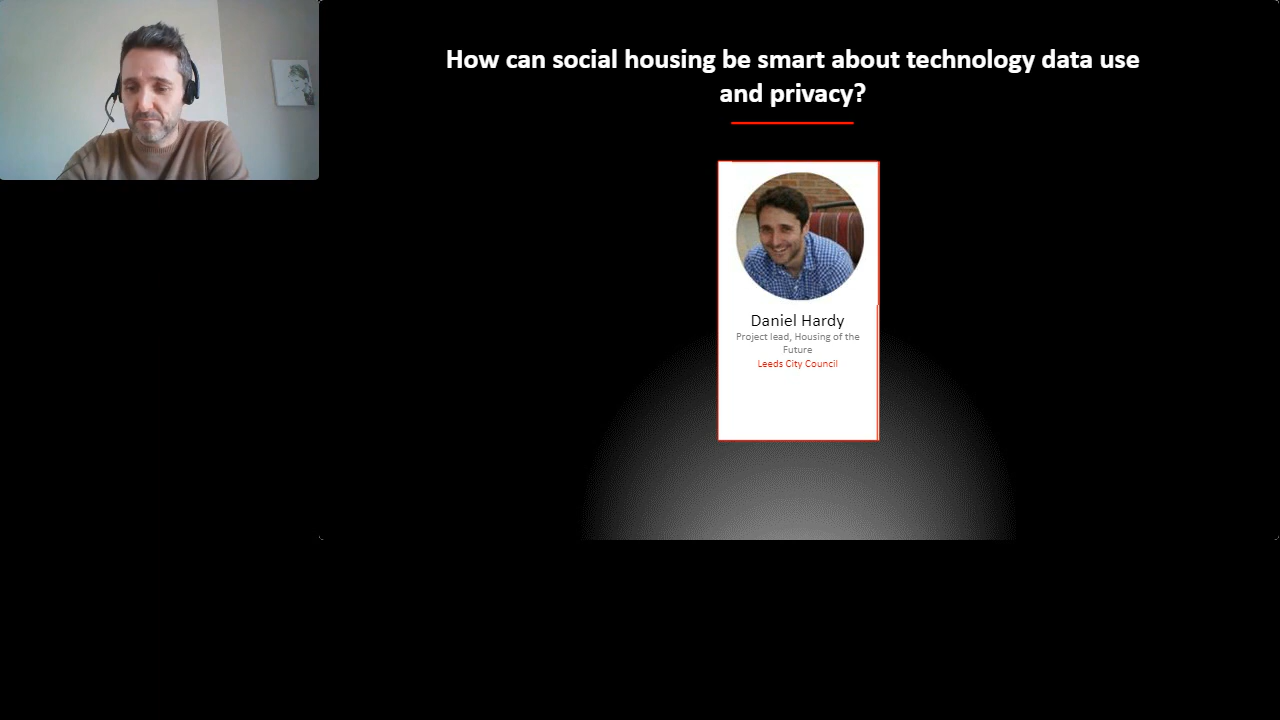 How can social housing be smart about technology data use
and privacy?
Daniel Hardy
Project lead, Housing of the
Future
Leeds City Council